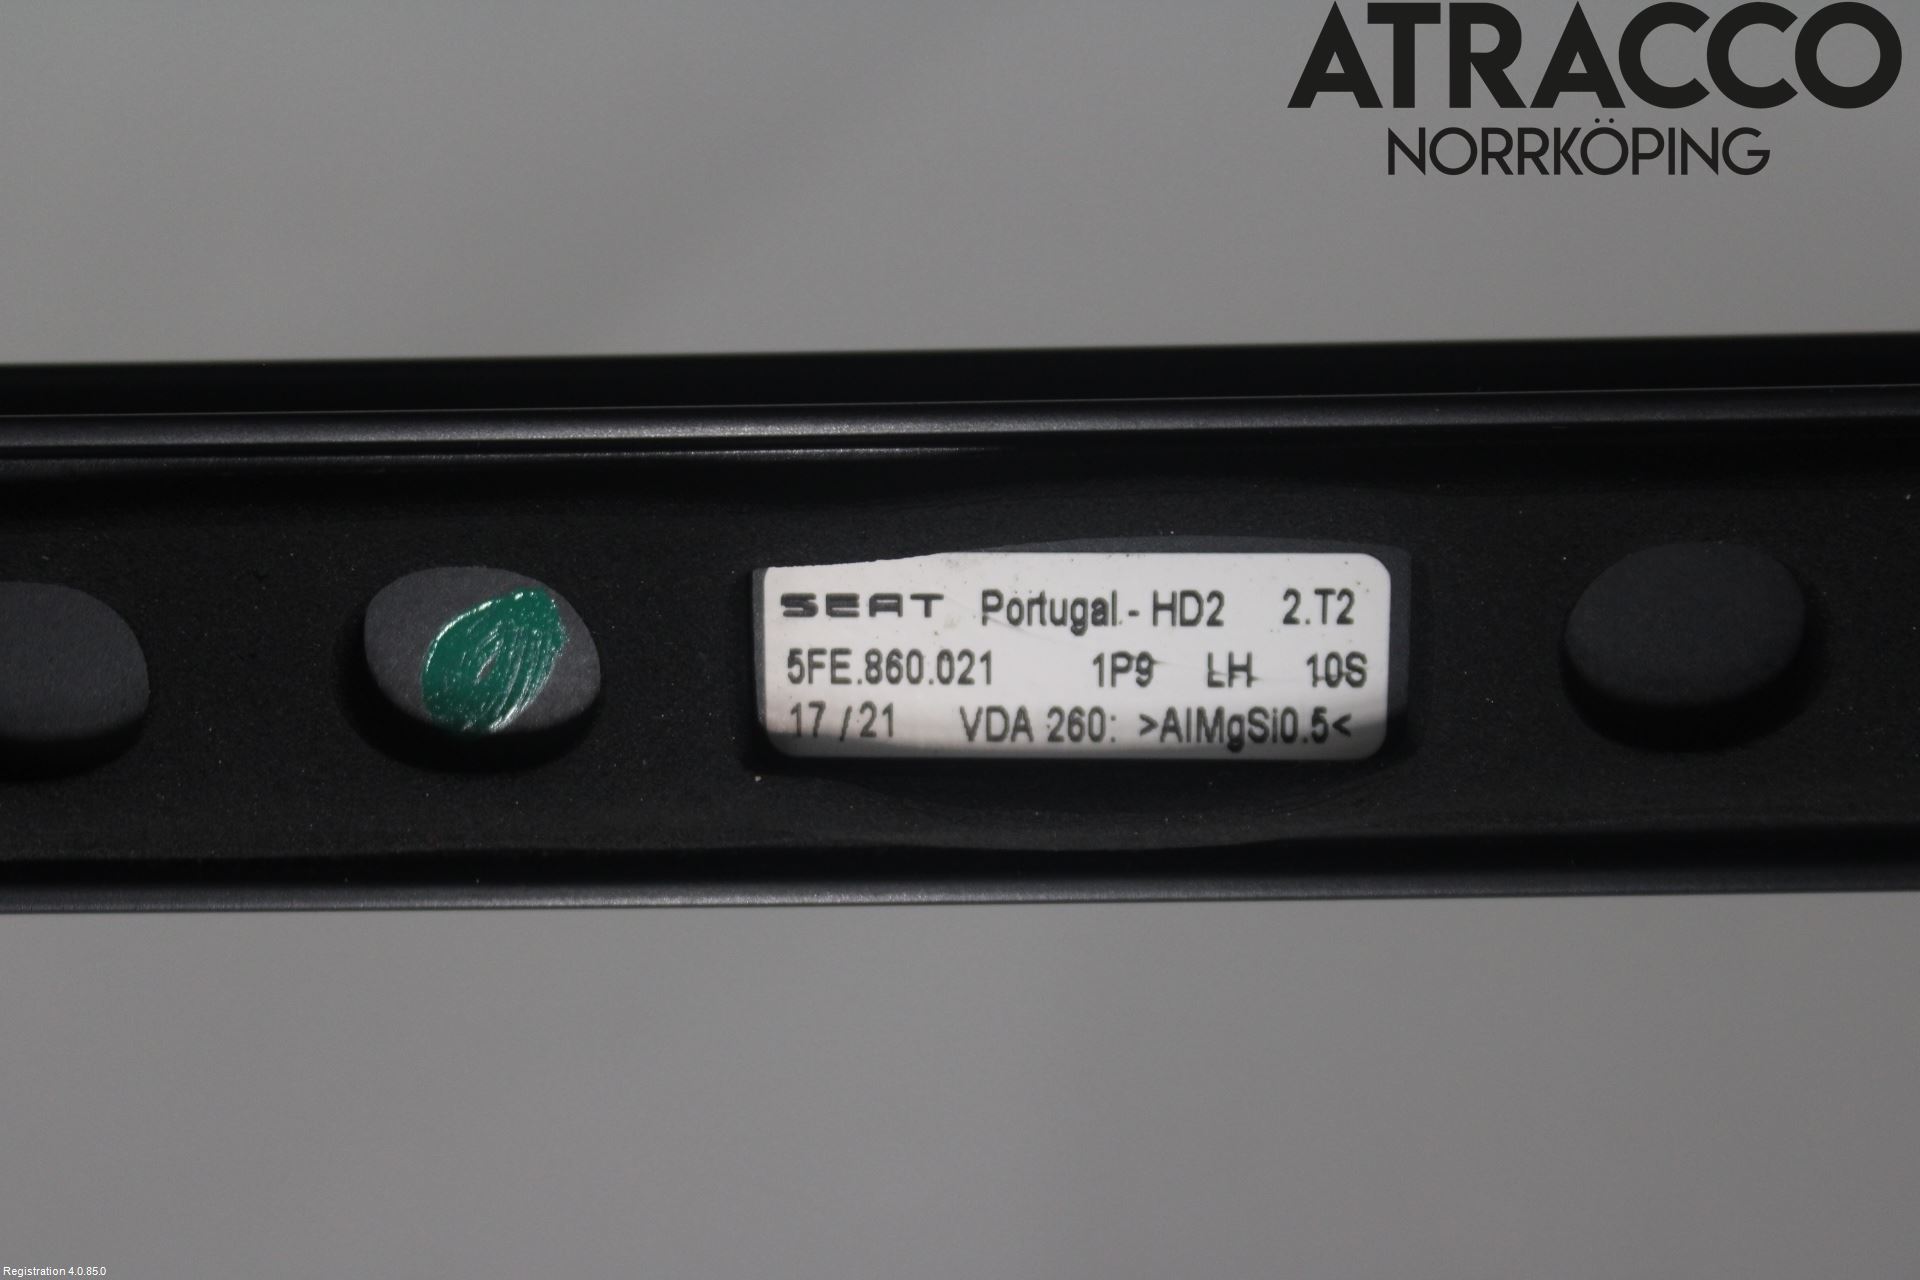 ATRACCO
NORRKÖPING
SEAT Portugal - HD2 2.T2
5FE.860.021 1P9 LH 10S
17 / 21 VDA 260: >AlMgSi0.5<
Registration 4.0.85.0